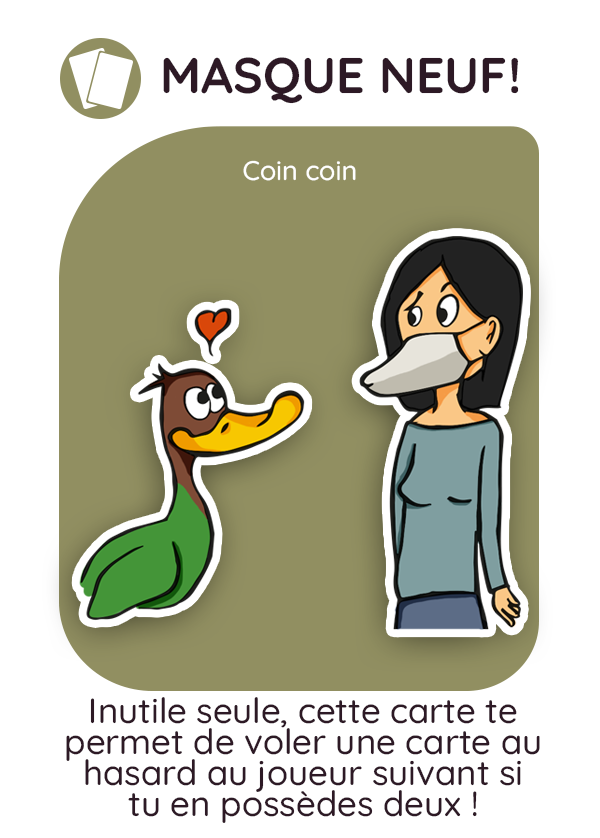 MASQUE NEUF!
Coin coin
Inutile seule, cette carte te
permet de voler une carte au
hasard au joueur suivant si
tu en possèdes deux !